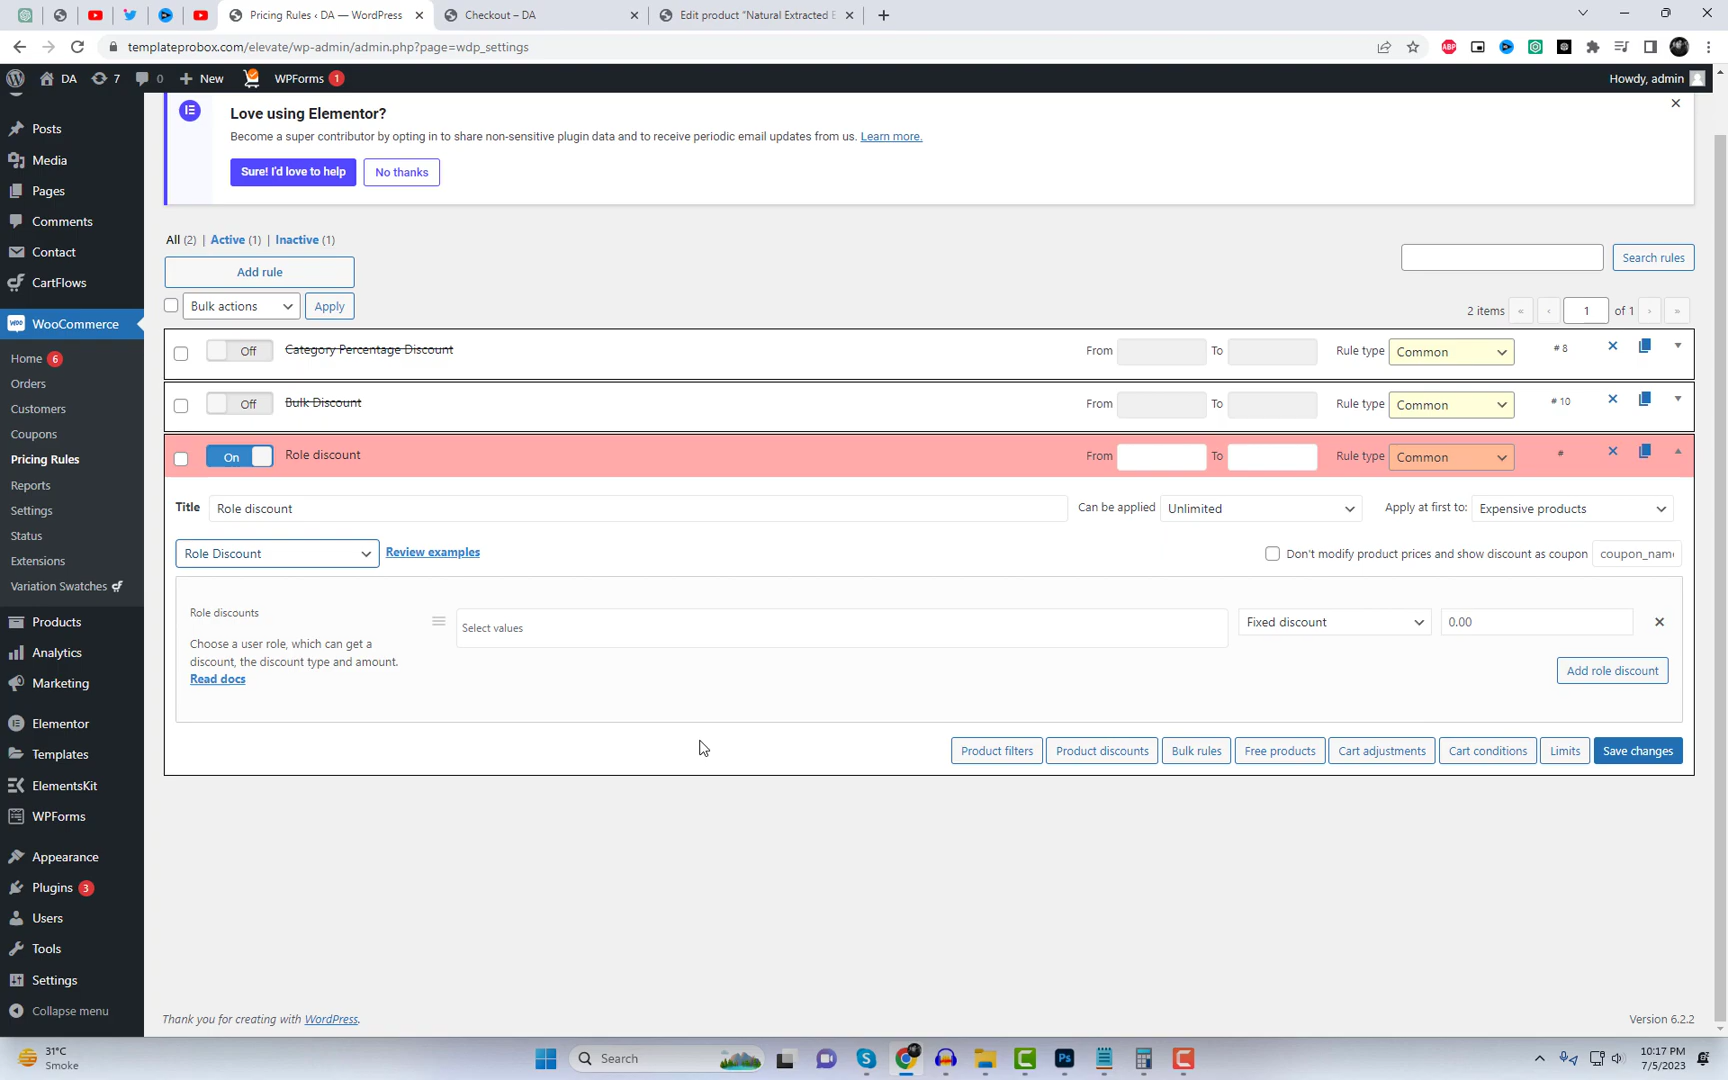 Pricing Rules ‹ DA — WordPress
Checkout – DA
Edit product “Natural Extracted E
templateprobox.com/elevate/wp-admin/admin.php?page=wdp_settings
ABP
DA
7
0
New
WPForms 1
Howdy, admin
Posts
Media
Pages
Comments
Contact
CartFlows
WooCommerce
Home 6
Orders
Customers
Coupons
Pricing Rules
Reports
Settings
Status
Extensions
Variation Swatches
Products
Analytics
Marketing
Elementor
Templates
ElementsKit
WPForms
Appearance
Plugins 3
Users
Tools
Settings
Collapse menu
Love using Elementor?
Become a super contributor by opting in to share non-sensitive plugin data and to receive periodic email updates from us. Learn more.
Sure! I'd love to help
No thanks
All (2) | Active (1) | Inactive (1)
Add rule
Search rules
Bulk actions
Apply
2 items « ‹ 1 of 1 › »
Off Category Percentage Discount From To Rule type Common # 8
Off Bulk Discount From To Rule type Common # 10
On Role discount From To Rule type Common #
Title Role discount Can be applied Unlimited Apply at first to: Expensive products
Role Discount Review examples Don't modify product prices and show discount as coupon coupon_name
Role discounts
Choose a user role, which can get a
discount, the discount type and amount.
Read docs
Select values
Fixed discount
0.00
Add role discount
Product filters Product discounts Bulk rules Free products Cart adjustments Cart conditions Limits Save changes
Thank you for creating with WordPress.
Version 6.2.2
31°C
Smoke
Search
Ps
10:17 PM
7/5/2023